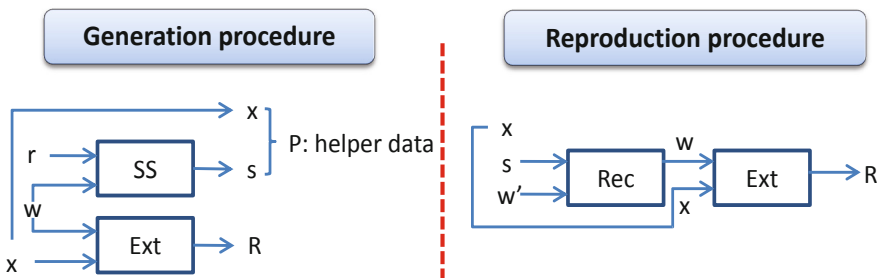 Generation procedure
x
r
SS
s
P: helper data
w
Ext
R
x
Reproduction procedure
x
s
w'
Rec
w
x
Ext
R